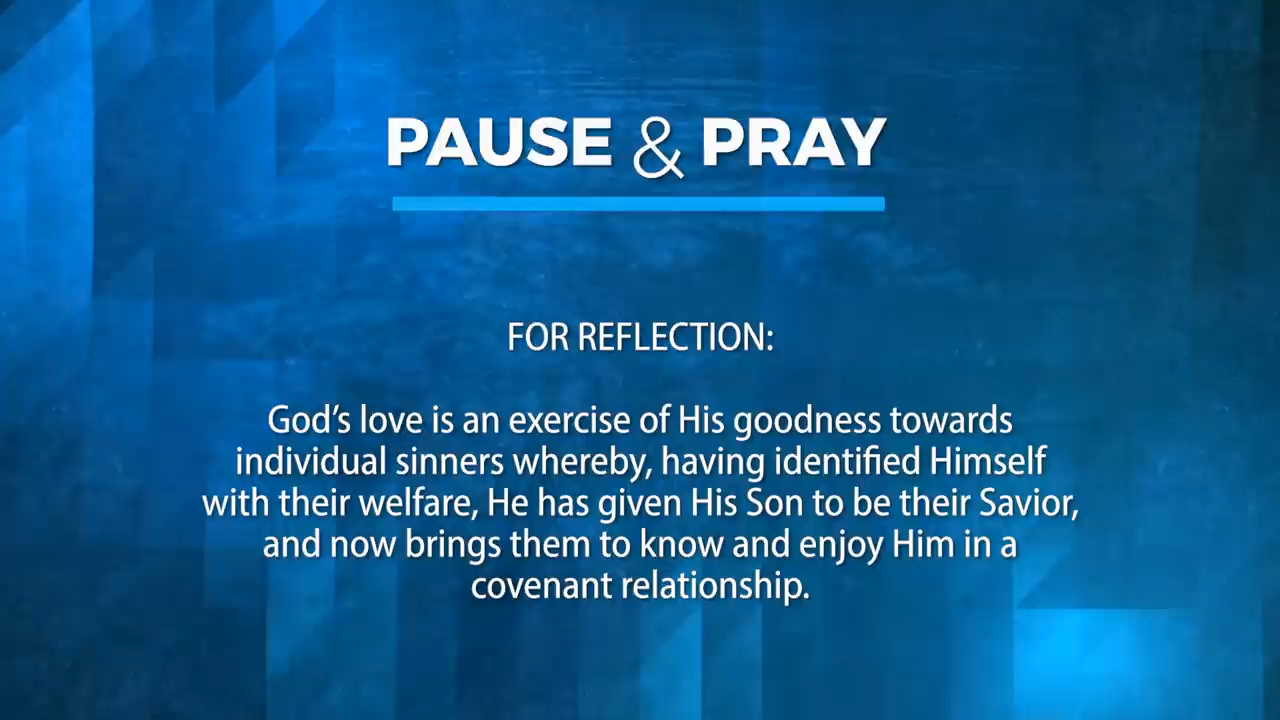 PAUSE & PRAY
FOR REFLECTION:
God’s love is an exercise of His goodness towards
individual sinners whereby, having identified Himself
with their welfare, He has given His Son to be their Savior,
and now brings them to know and enjoy Him in a
covenant relationship.